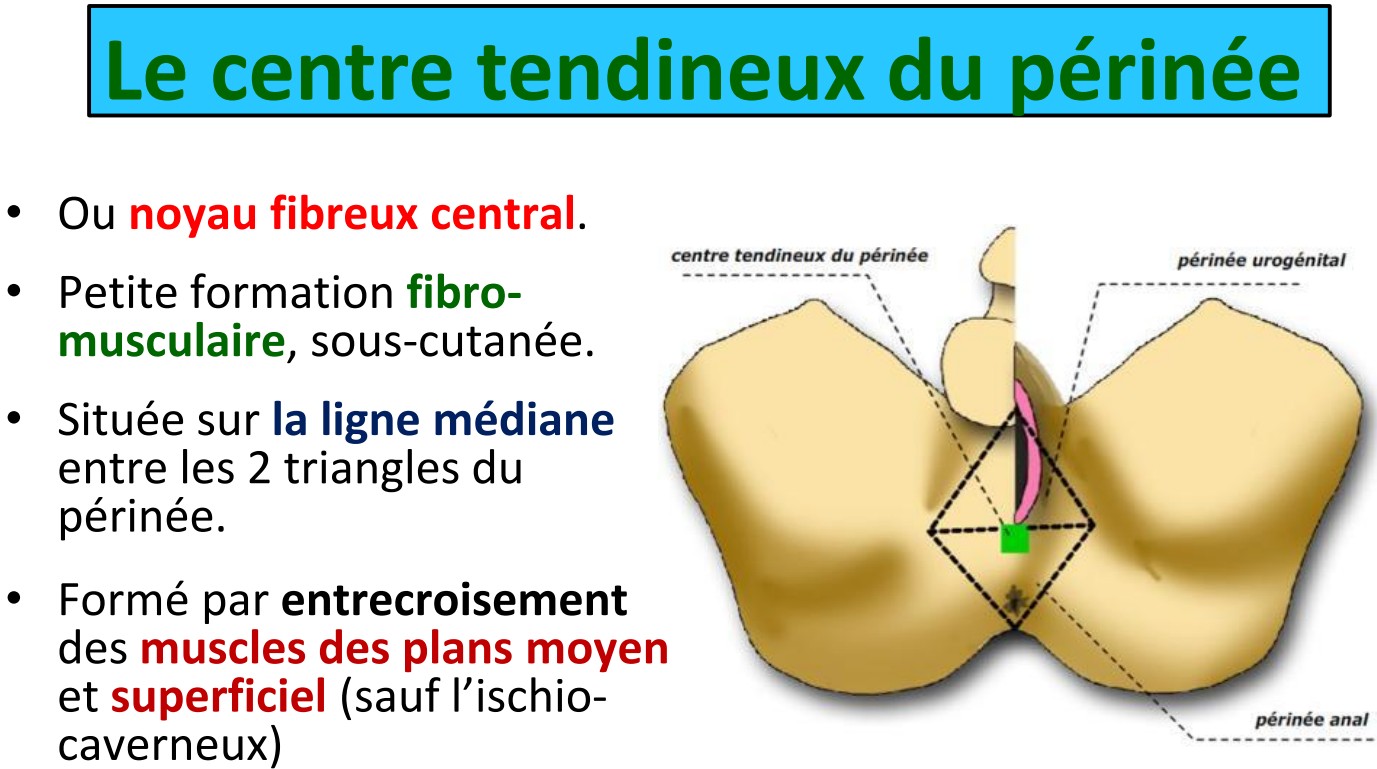 Le centre tendineux du périnée
• Ou noyau fibreux central.
• Petite formation fibro-
musculaire, sous-cutanée.
• Située sur la ligne médiane
entre les 2 triangles du
périnée.
• Formé par entrecroisement
des muscles des plans moyen
et superficiel (sauf l’ischio-
caverneux)
centre tendineux du périnée
périnée urogénital
périnée anal